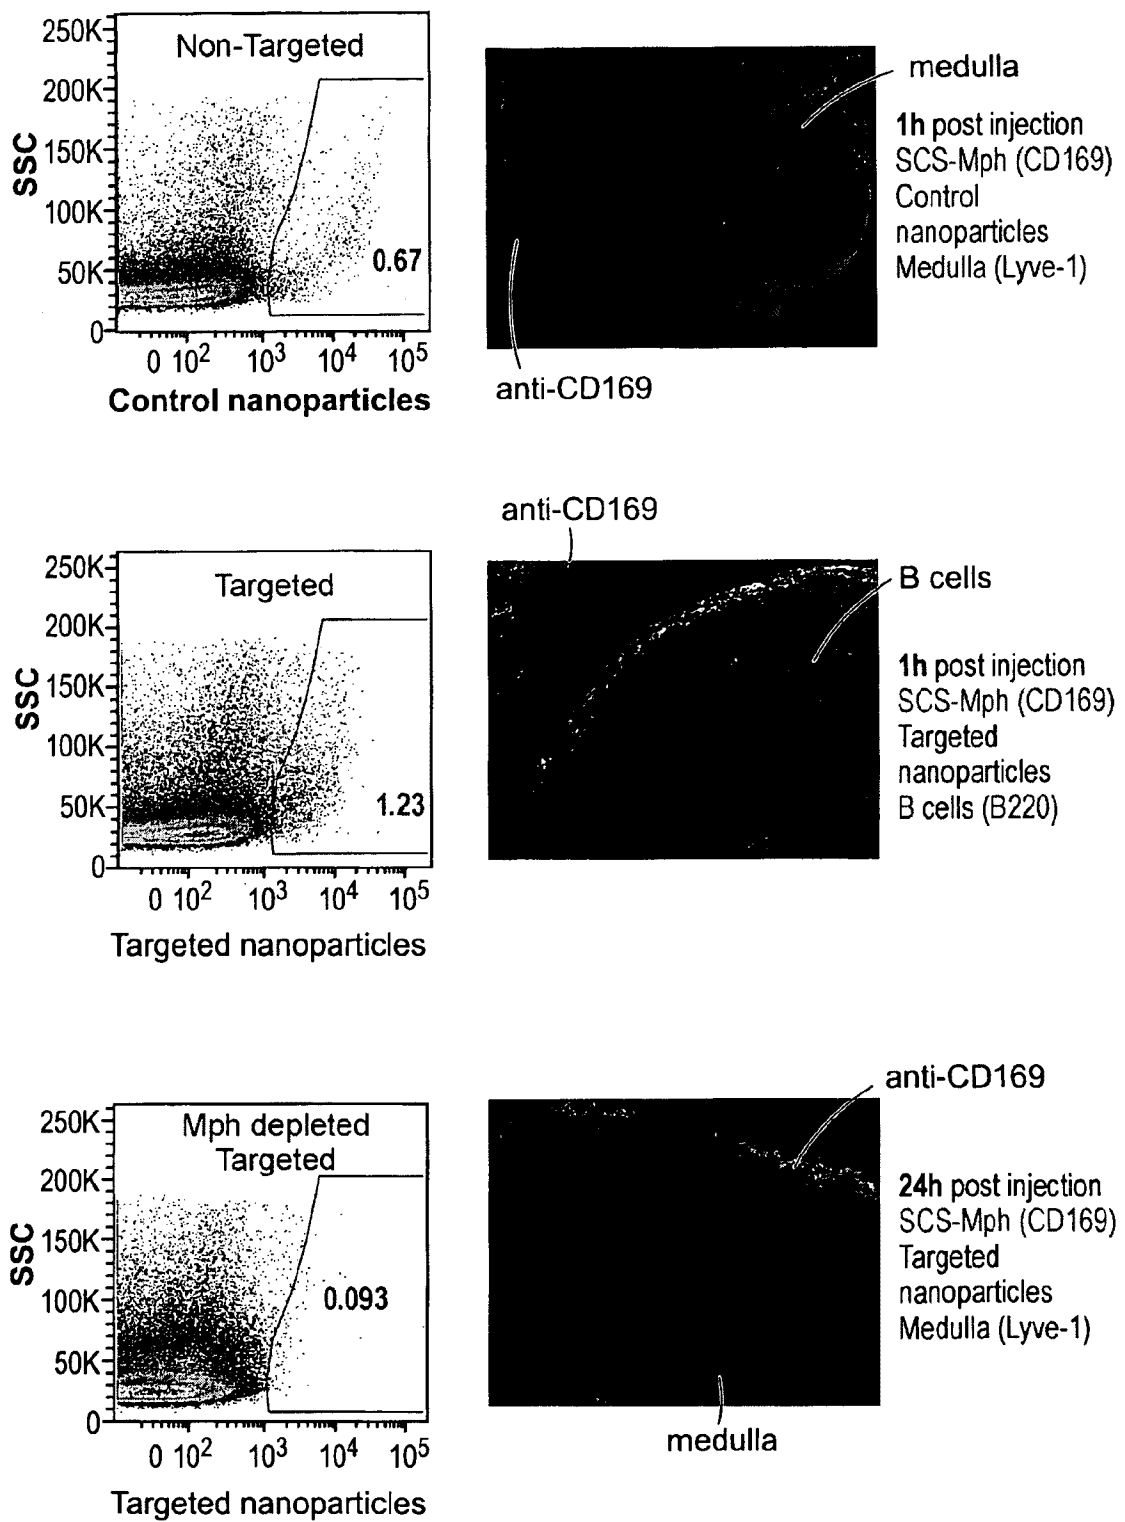 Non-Targeted
250K
200K
150K
100K
50K
0
SSC
0.67
0 10² 10³ 10⁴ 10⁵
Control nanoparticles
medulla
anti-CD169
1h post injection
SCS-Mph (CD169)
Control
nanoparticles
Medulla (Lyve-1)
Targeted
250K
200K
150K
100K
50K
0
SSC
1.23
0 10² 10³ 10⁴ 10⁵
Targeted nanoparticles
anti-CD169
B cells
1h post injection
SCS-Mph (CD169)
Targeted
nanoparticles
B cells (B220)
Mph depleted
Targeted
250K
200K
150K
100K
50K
0
SSC
0.093
0 10² 10³ 10⁴ 10⁵
Targeted nanoparticles
anti-CD169
medulla
24h post injection
SCS-Mph (CD169)
Targeted
nanoparticles
Medulla (Lyve-1)